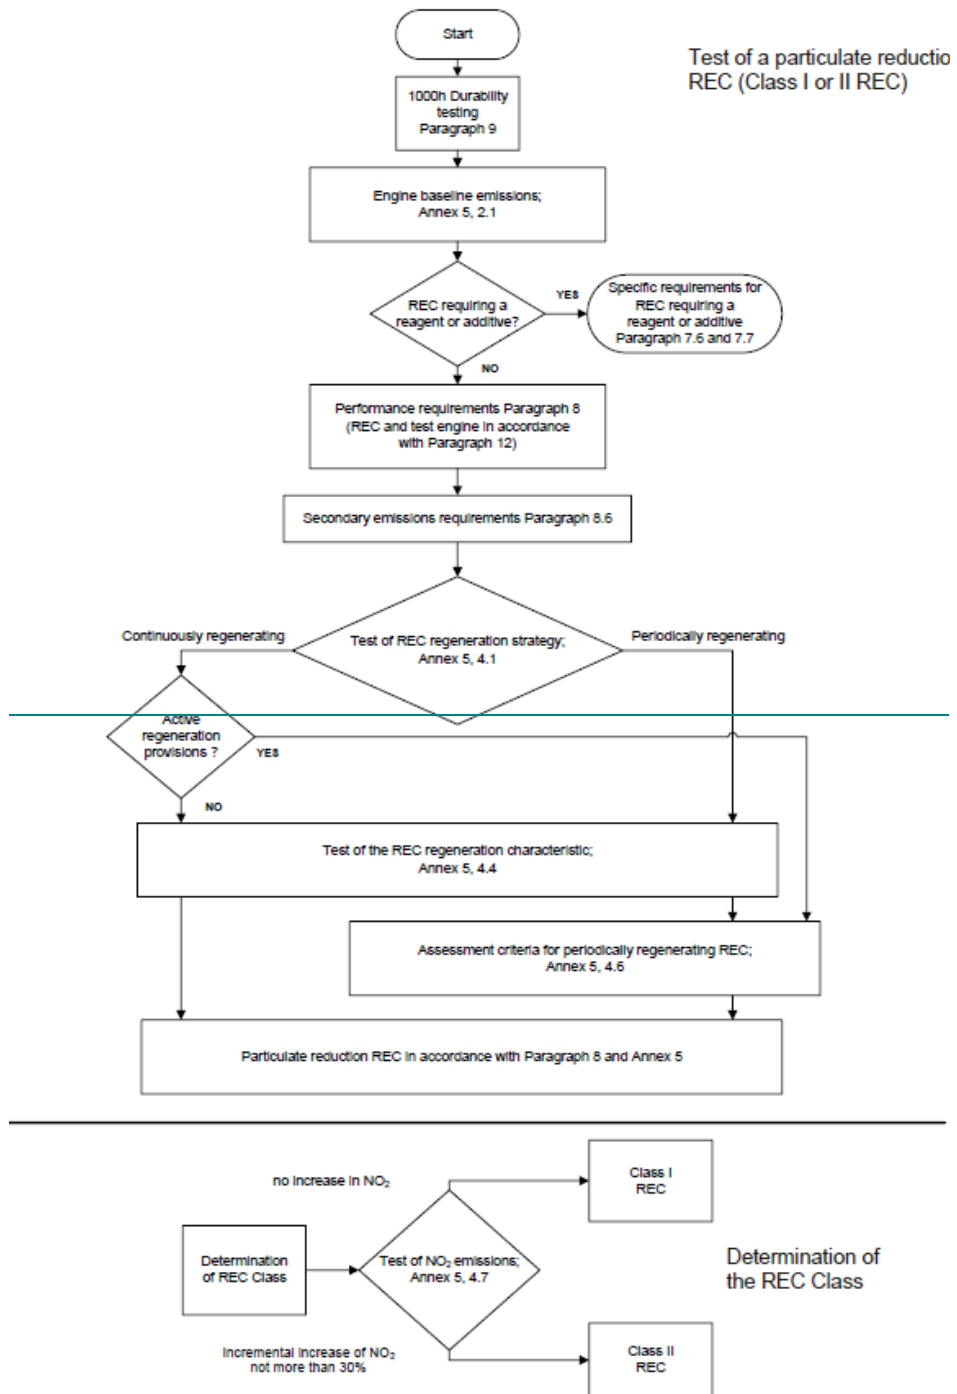 Start
Test of a particulate reductio
REC (Class I or II REC)
1000h Durability
testing
Paragraph 9
Engine baseline emissions;
Annex 5, 2.1
REC requiring a
reagent or additive?
YES
Specific requirements for
REC requiring a
reagent or additive
Paragraph 7.6 and 7.7
NO
Performance requirements Paragraph 8
(REC and test engine in accordance
with Paragraph 12)
Secondary emissions requirements Paragraph 8.6
Continuously regenerating
Test of REC regeneration strategy;
Annex 5, 4.1
Periodically regenerating
Active
regeneration
provisions ?
YES
NO
Test of the REC regeneration characteristic;
Annex 5, 4.4
Assessment criteria for periodically regenerating REC;
Annex 5, 4.6
Particulate reduction REC in accordance with Paragraph 8 and Annex 5
no increase in NO₂
Class I
REC
Determination
of REC Class
Test of NO₂ emissions;
Annex 5, 4.7
Determination of
the REC Class
Incremental increase of NO₂
not more than 30%
Class II
REC